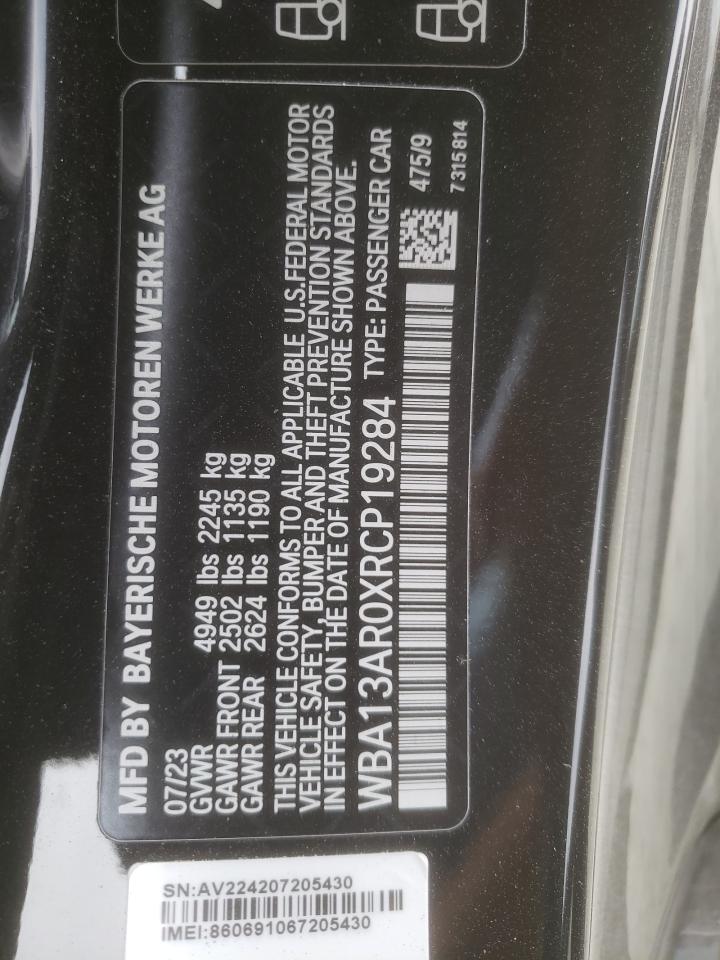 MFD BY BAYERISCHE MOTOREN WERKE AG
07/23
GVWR 4949 lbs 2245 kg
GAWR FRONT 2502 lbs 1135 kg
GAWR REAR 2624 lbs 1190 kg
THIS VEHICLE CONFORMS TO ALL APPLICABLE U.S.FEDERAL MOTOR
VEHICLE SAFETY, BUMPER AND THEFT PREVENTION STANDARDS
IN EFFECT ON THE DATE OF MANUFACTURE SHOWN ABOVE.
WBA13AR0XRCP19284 TYPE: PASSENGER CAR
475/9
7 315 814
SN:AV224207205430
IMEI:860691067205430